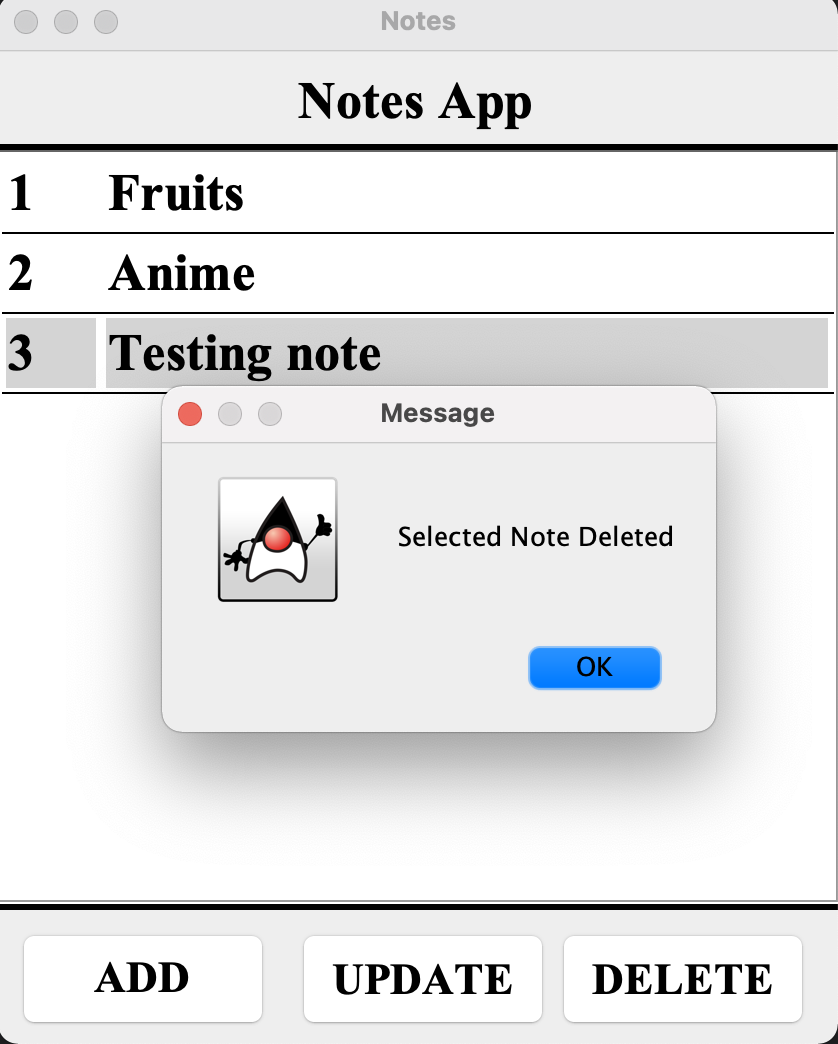 Notes
Notes App
1 Fruits
2 Anime
3 Testing note
Message
Selected Note Deleted
OK
ADD UPDATE DELETE